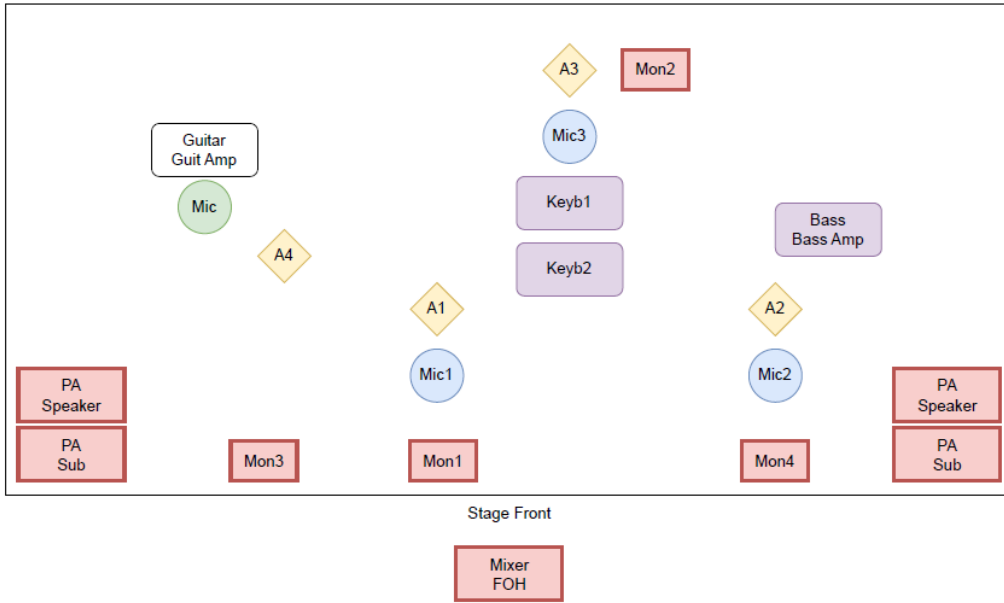 A3
Mon2
Mic3
Guitar
Guit Amp
Mic
Keyb1
Bass
Bass Amp
A4
Keyb2
A1
A2
Mic1
Mic2
PA
Speaker
PA
Speaker
PA
Sub
Mon3
Mon1
Mon4
PA
Sub
Stage Front
Mixer
FOH